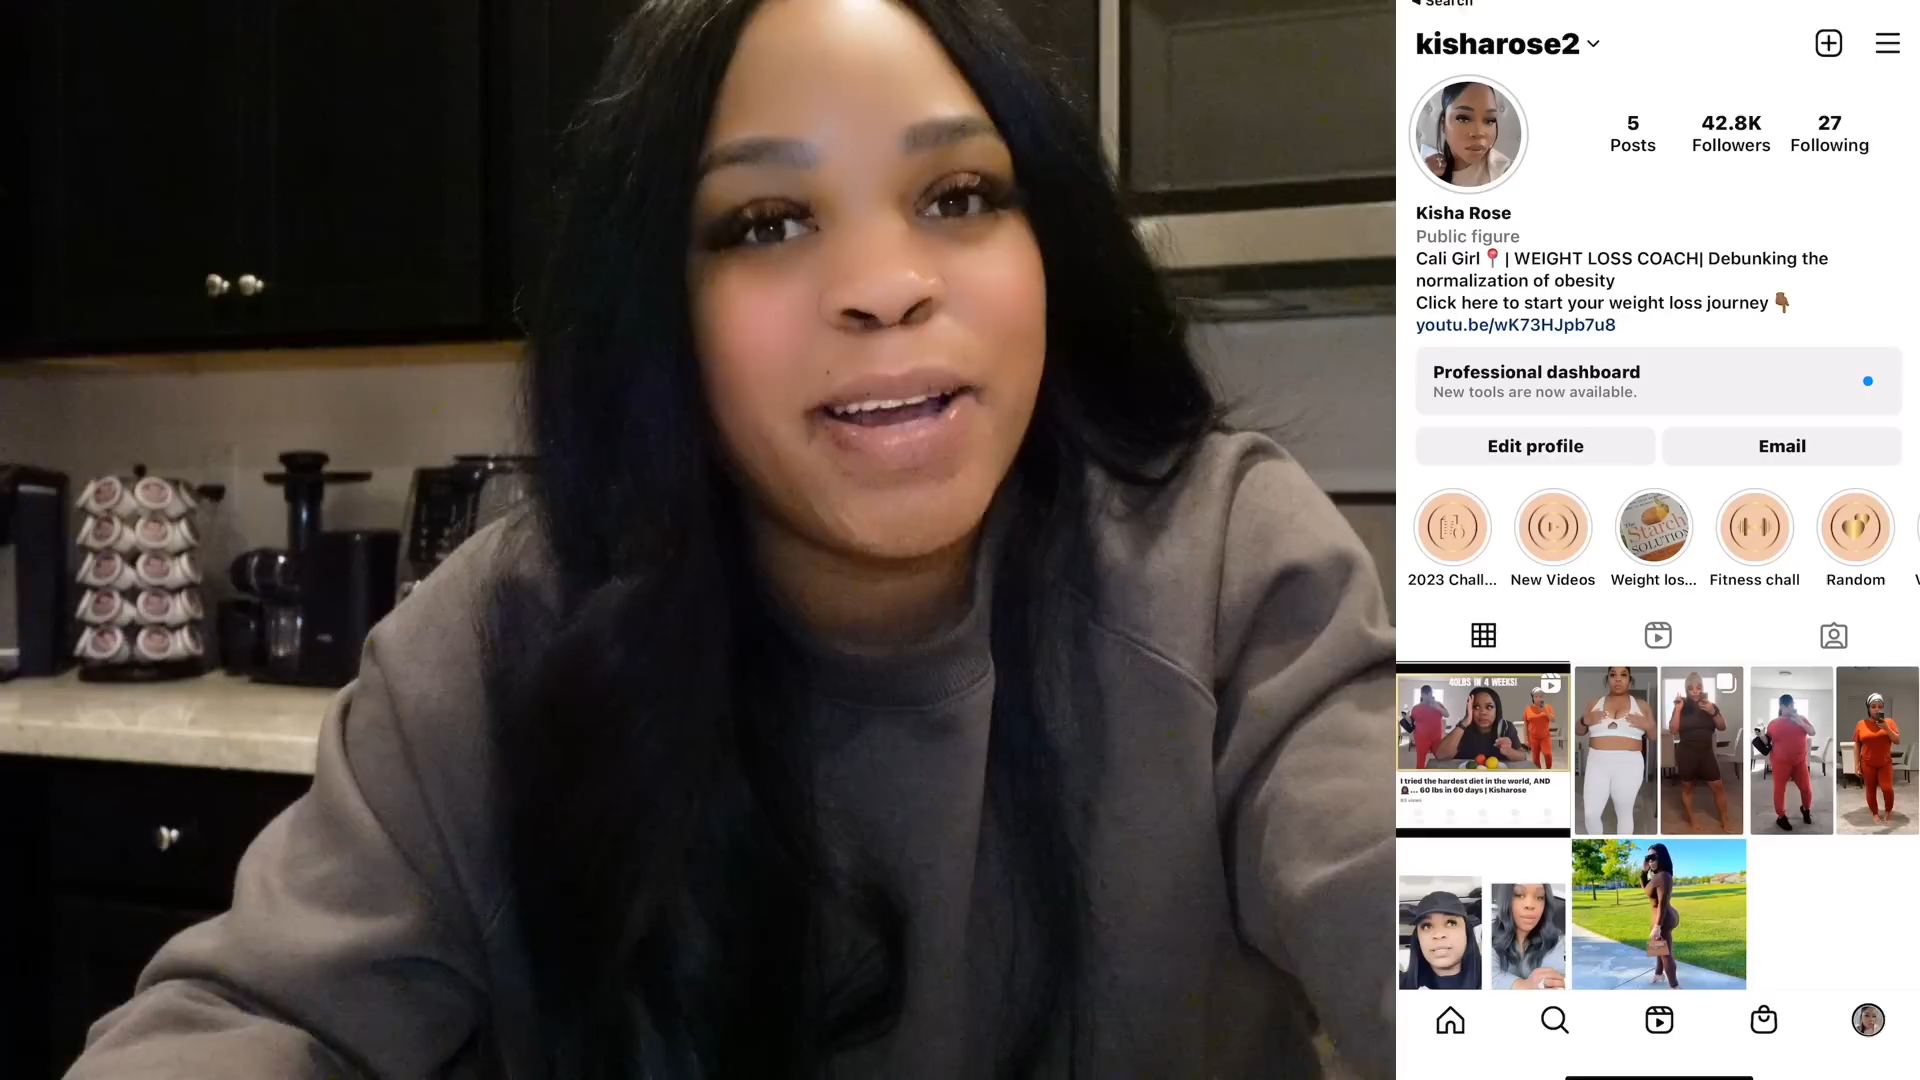 Search
kisharose2
5
Posts
42.8K
Followers
27
Following
Kisha Rose
Public figure
Cali Girl📍| WEIGHT LOSS COACH| Debunking the
normalization of obesity
Click here to start your weight loss journey👇🏾
youtu.be/wK73HJpb7u8
Professional dashboard
New tools are now available.
Edit profile
Email
The
Starch
SOLUTION
2023 Chall...
New Videos
Weight los...
Fitness chall
Random
40LBS IN 4 WEEKS!
I tried the hardest diet in the world, AND
... 60 lbs in 60 days | Kisharose